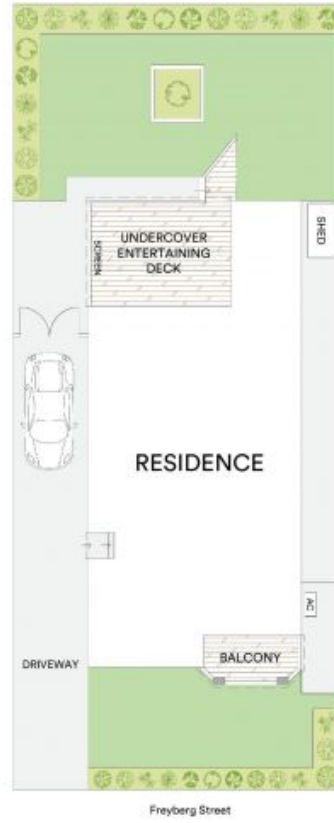 SHED
UNDERCOVER
ENTERTAINING
DECK
SCREEN
RESIDENCE
AC
BALCONY
DRIVEWAY
Freyberg Street